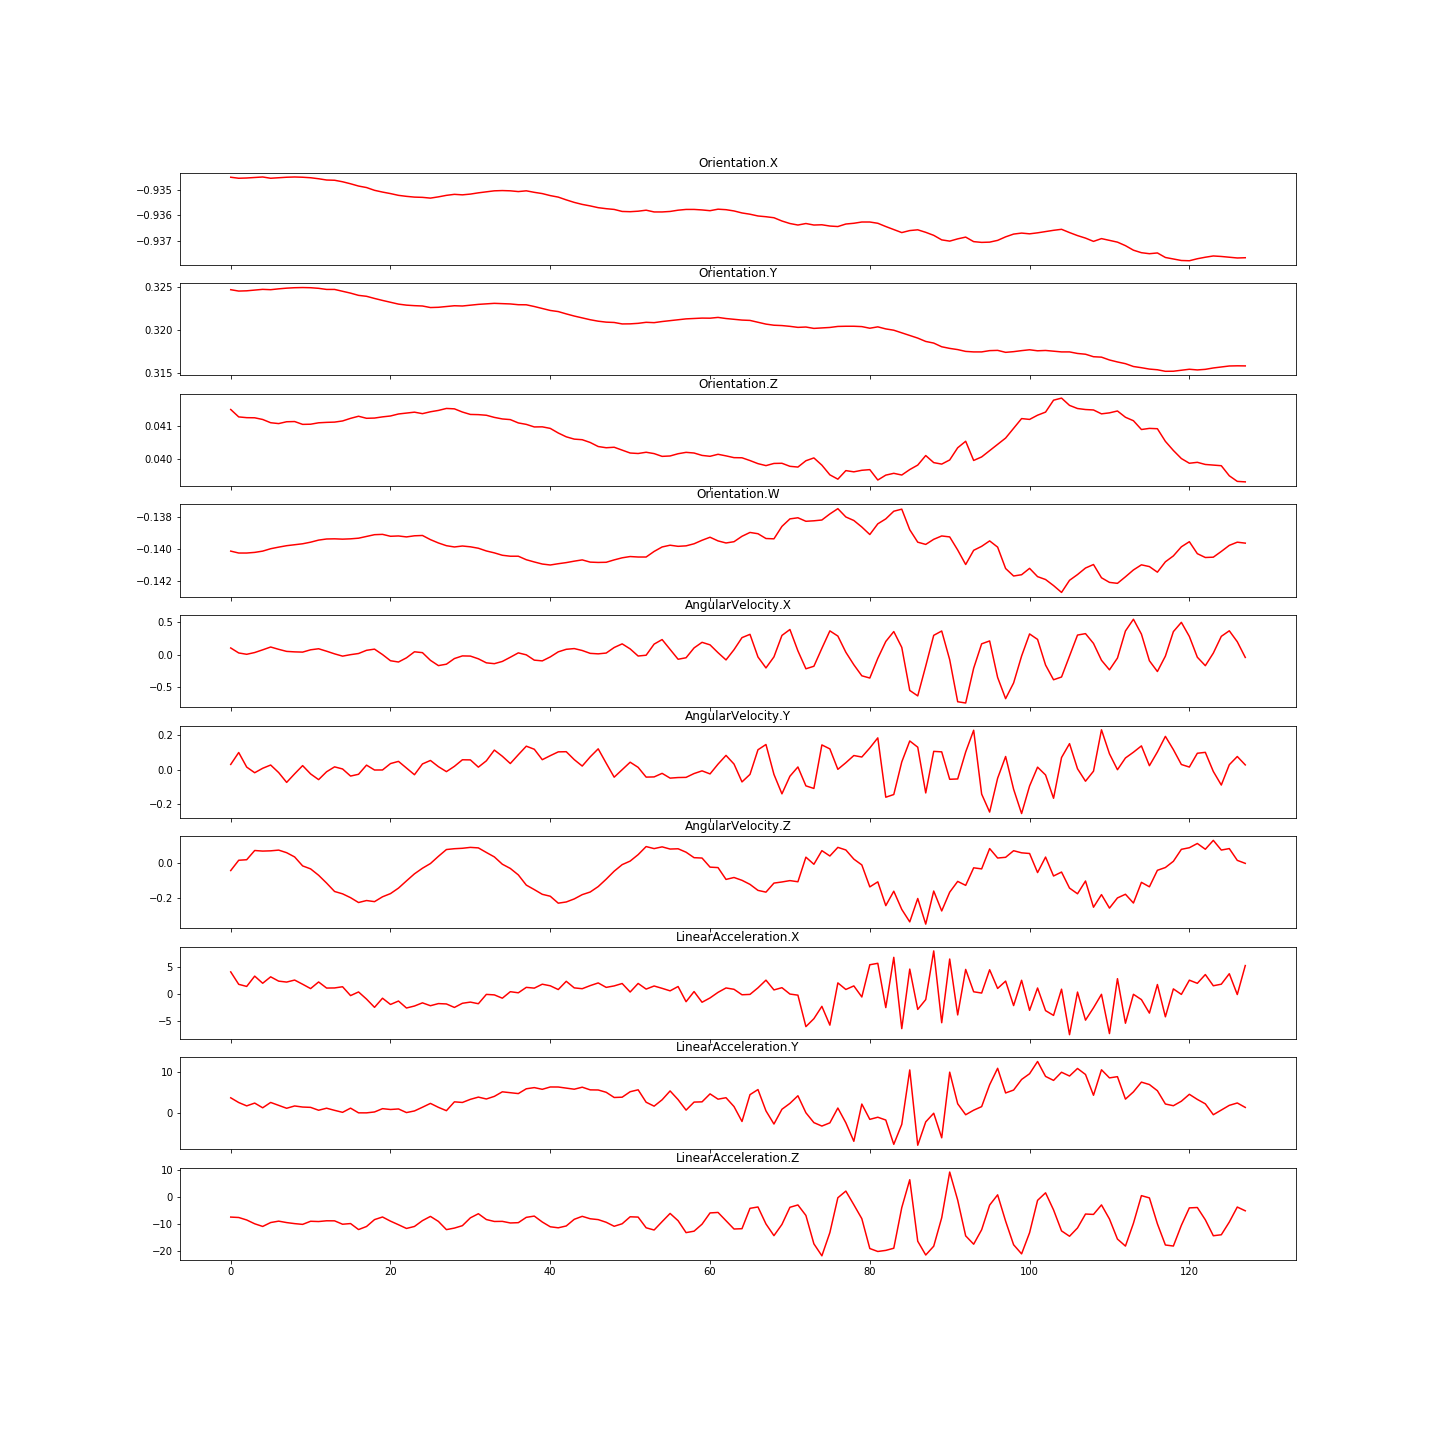 Orientation.X
−0.935
−0.936
−0.937
Orientation.Y
0.325
0.320
0.315
Orientation.Z
0.041
0.040
Orientation.W
−0.138
−0.140
−0.142
AngularVelocity.X
0.5
0.0
−0.5
AngularVelocity.Y
0.2
0.0
−0.2
AngularVelocity.Z
0.0
−0.2
LinearAcceleration.X
5
0
−5
LinearAcceleration.Y
10
0
LinearAcceleration.Z
10
0
−10
−20
0 20 40 60 80 100 120